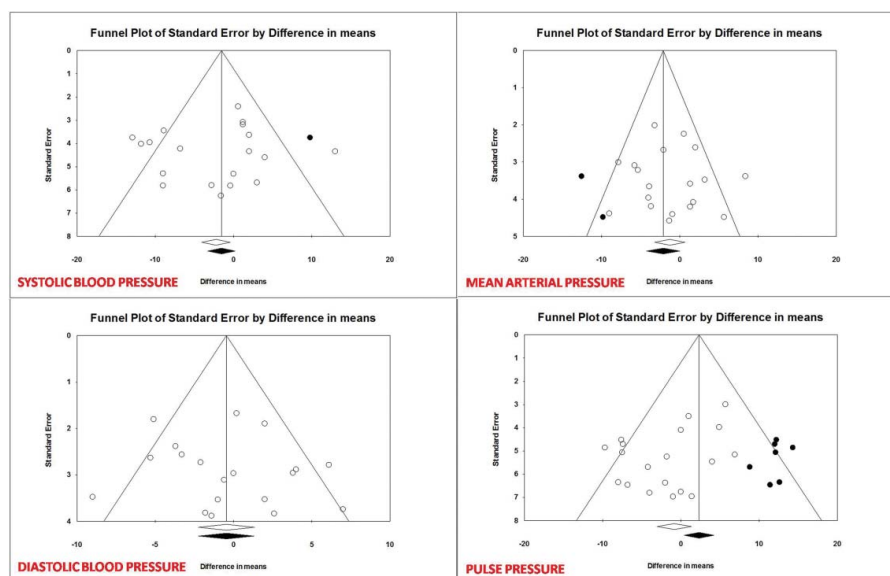 Funnel Plot of Standard Error by Difference in means
0
1
2
3
4
5
6
7
8
Standard Error
-20 -10 0 10 20
SYSTOLIC BLOOD PRESSURE
Difference in means
Funnel Plot of Standard Error by Difference in means
0
1
2
3
4
5
Standard Error
-20 -10 0 10 20
MEAN ARTERIAL PRESSURE
Difference in means
Funnel Plot of Standard Error by Difference in means
0
1
2
3
4
Standard Error
-10 -5 0 5 10
DIASTOLIC BLOOD PRESSURE
Difference in means
Funnel Plot of Standard Error by Difference in means
0
1
2
3
4
5
6
7
8
Standard Error
-20 -10 0 10 20
PULSE PRESSURE
Difference in means